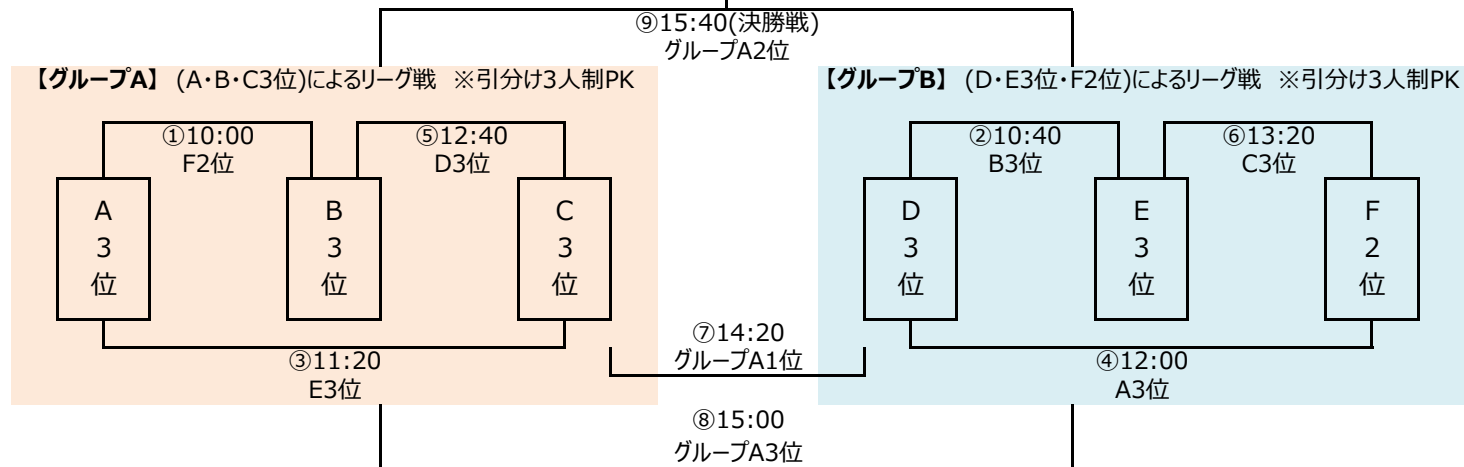 ⑨15:40(決勝戦)
グループA2位
【グループA】 (A・B・C3位)によるリーグ戦 ※引分け3人制PK
【グループB】 (D・E3位・F2位)によるリーグ戦 ※引分け3人制PK
①10:00
F2位
⑤12:40
D3位
②10:40
B3位
⑥13:20
C3位
A
3
位
B
3
位
C
3
位
D
3
位
E
3
位
F
2
位
③11:20
E3位
⑦14:20
グループA1位
④12:00
A3位
⑧15:00
グループA3位